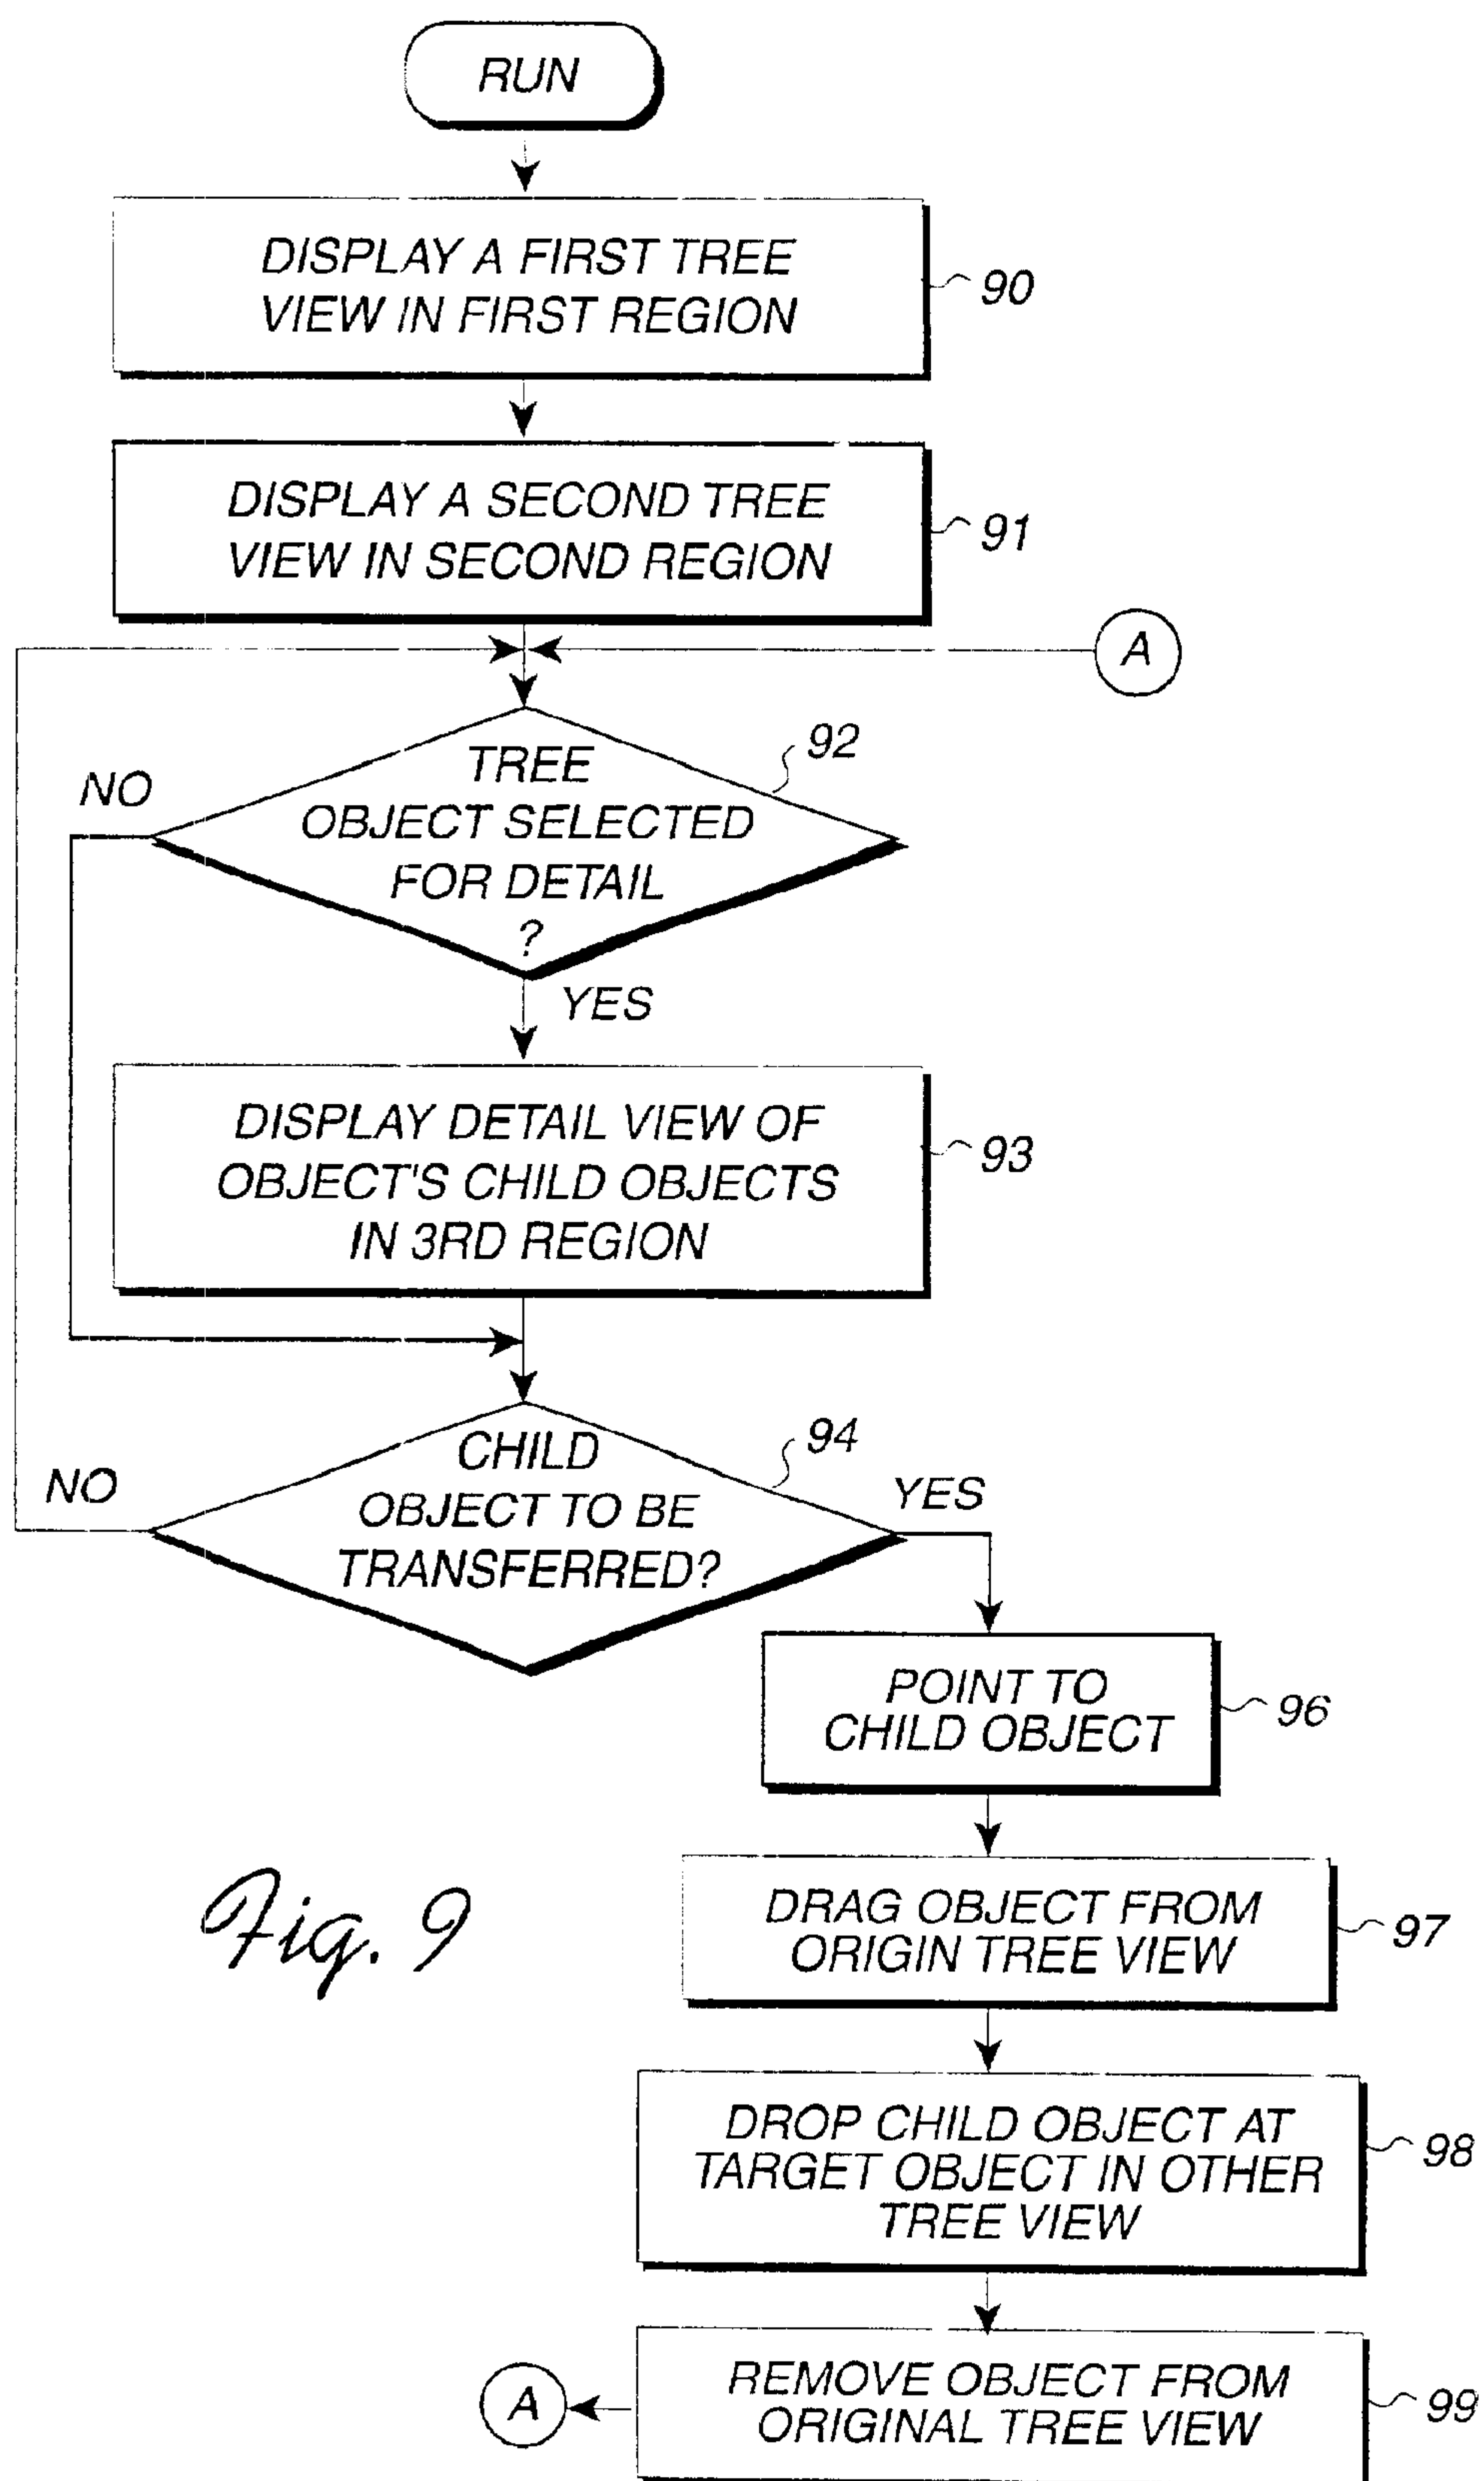 RUN
DISPLAY A FIRST TREE
VIEW IN FIRST REGION
90
DISPLAY A SECOND TREE
VIEW IN SECOND REGION
91
A
92
NO
TREE
OBJECT SELECTED
FOR DETAIL
?
YES
DISPLAY DETAIL VIEW OF
OBJECT'S CHILD OBJECTS
IN 3RD REGION
93
94
NO
CHILD
OBJECT TO BE
TRANSFERRED?
YES
POINT TO
CHILD OBJECT
96
DRAG OBJECT FROM
ORIGIN TREE VIEW
97
Fig. 9
DROP CHILD OBJECT AT
TARGET OBJECT IN OTHER
TREE VIEW
98
REMOVE OBJECT FROM
ORIGINAL TREE VIEW
99
A